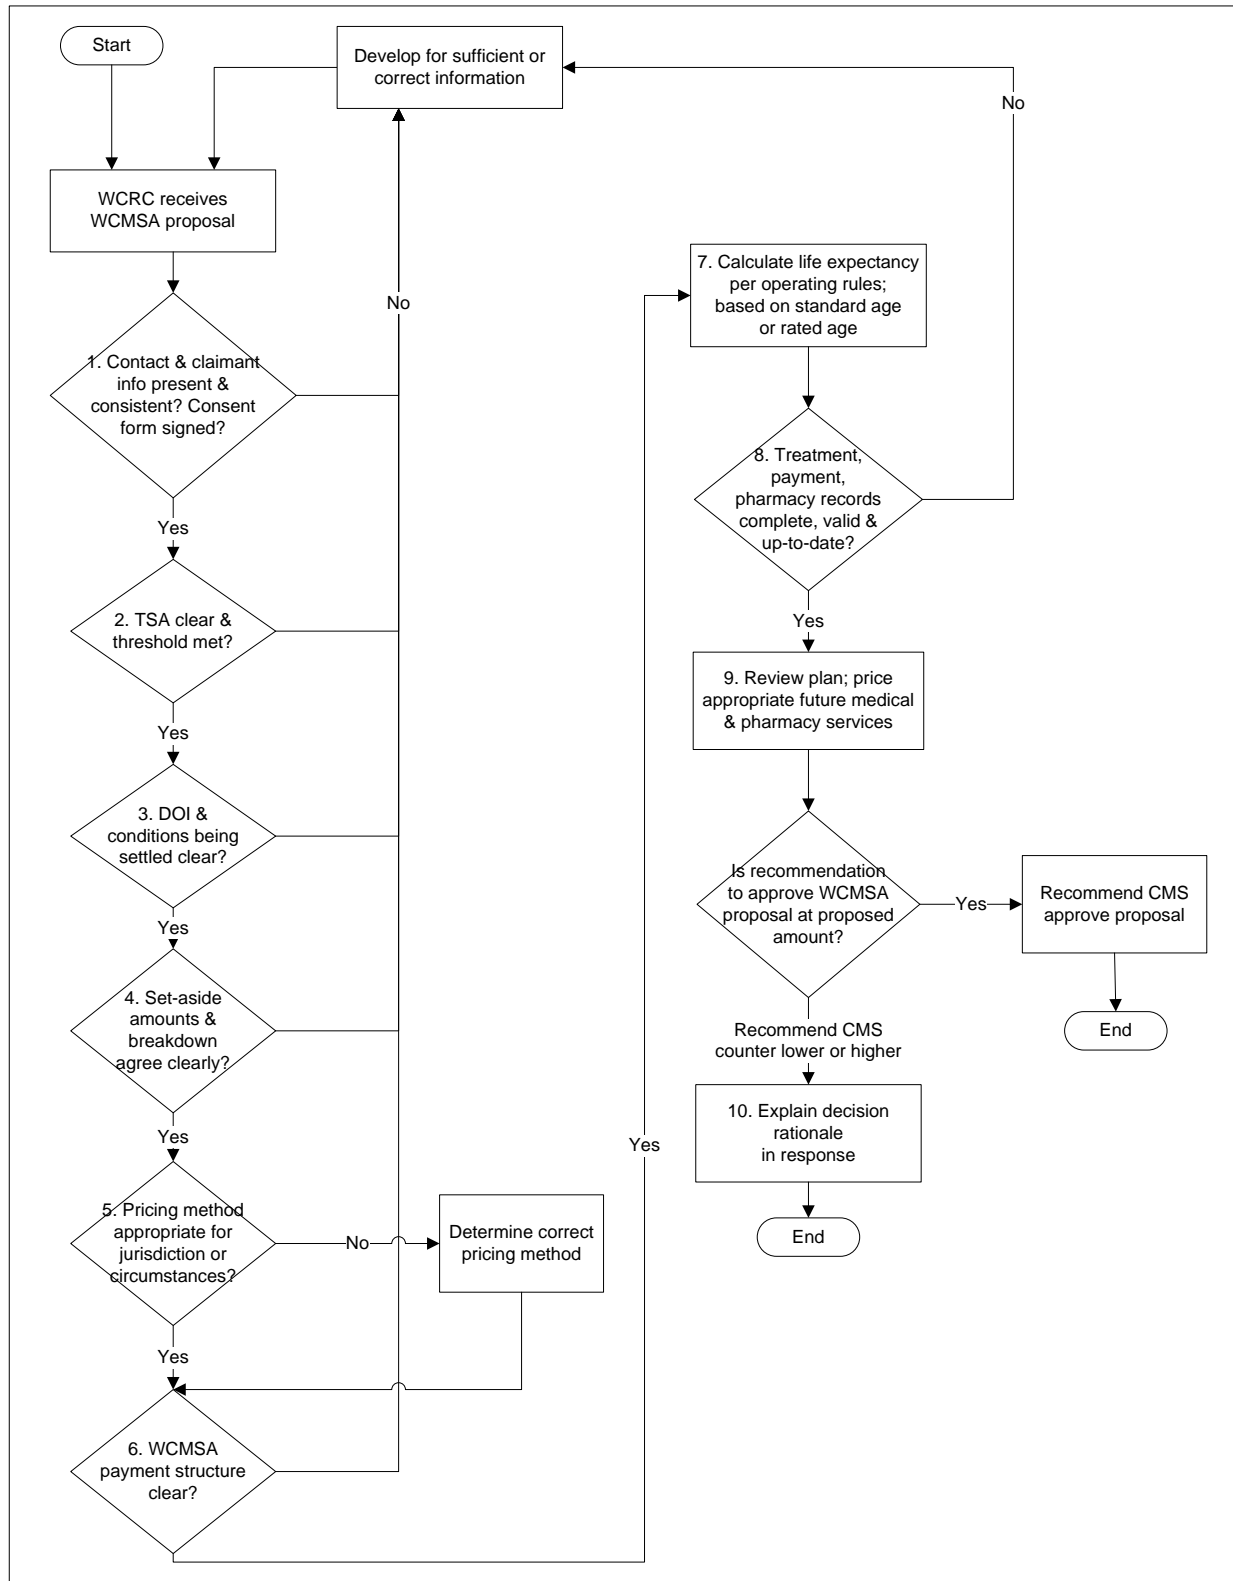 Start
Develop for sufficient or
correct information
No
WCRC receives
WCMSA proposal
No
1. Contact & claimant
info present &
consistent? Consent
form signed?
Yes
2. TSA clear &
threshold met?
Yes
3. DOI &
conditions being
settled clear?
Yes
4. Set-aside
amounts &
breakdown
agree clearly?
Yes
5. Pricing method
appropriate for
jurisdiction or
circumstances?
No
Determine correct
pricing method
Yes
6. WCMSA
payment structure
clear?
Yes
7. Calculate life expectancy
per operating rules;
based on standard age
or rated age
8. Treatment,
payment,
pharmacy records
complete, valid &
up-to-date?
Yes
9. Review plan; price
appropriate future medical
& pharmacy services
Is recommendation
to approve WCMSA
proposal at proposed
amount?
Yes
Recommend CMS
approve proposal
End
Recommend CMS
counter lower or higher
10. Explain decision
rationale
in response
End